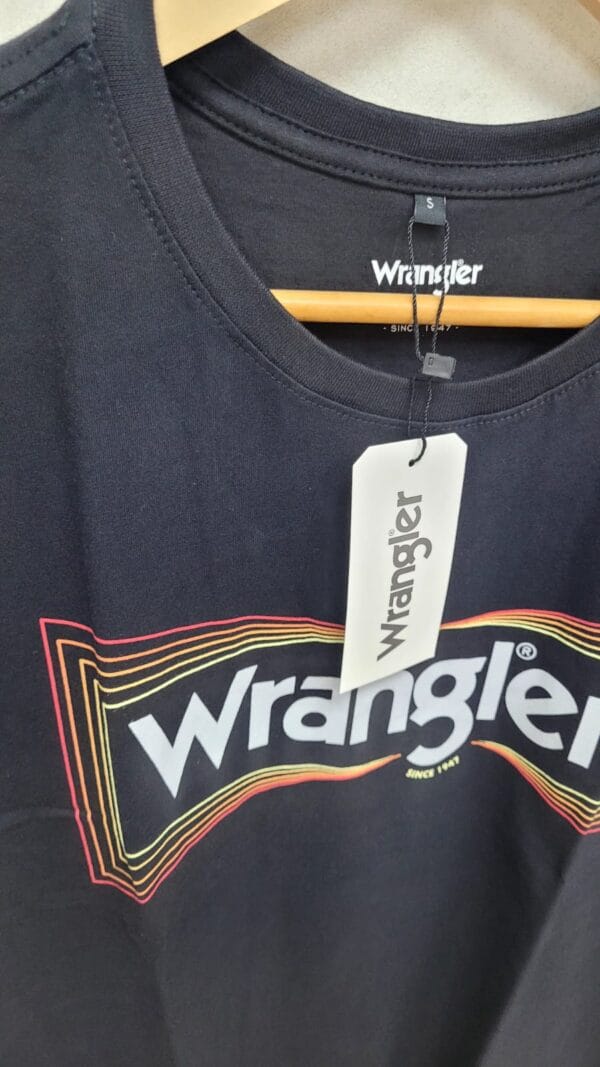 S
Wrangler®
- SINCE 1947 -
Wrangler®
Wrangler®
SINCE 1947